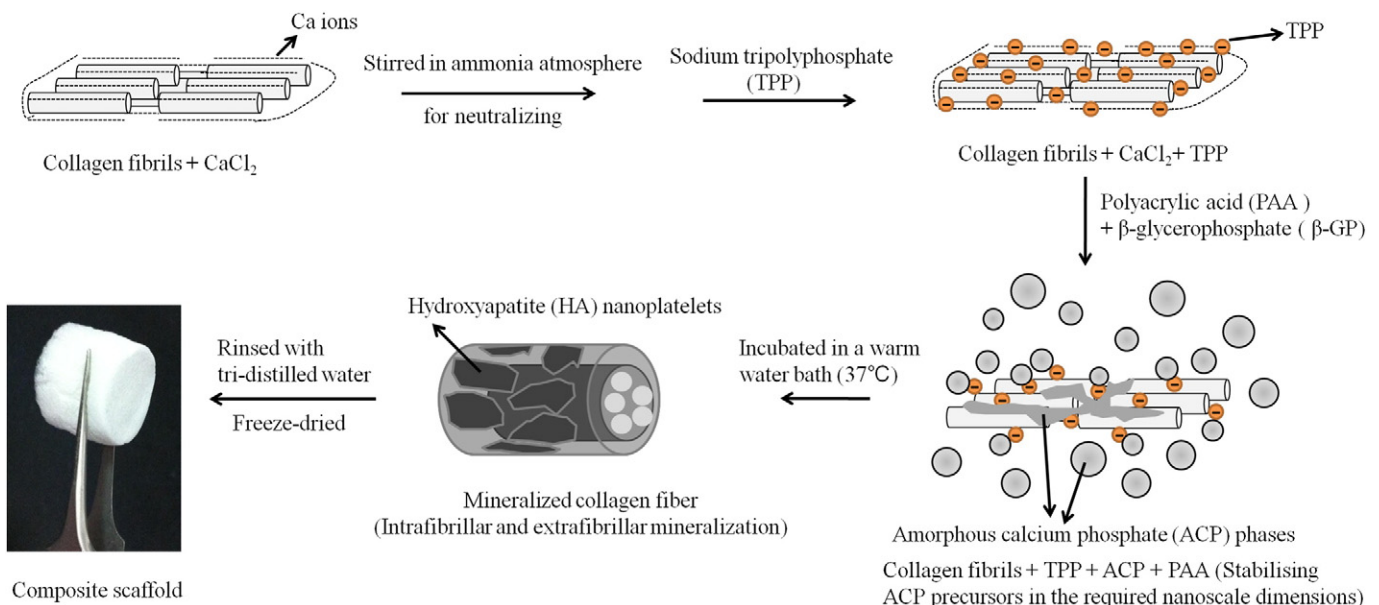 Ca ions
Collagen fibrils + CaCl₂
Stirred in ammonia atmosphere
for neutralizing
Sodium tripolyphosphate
(TPP)
TPP
Collagen fibrils + CaCl₂+ TPP
Polyacrylic acid (PAA )
+ β-glycerophosphate ( β-GP)
Amorphous calcium phosphate (ACP) phases
Collagen fibrils + TPP + ACP + PAA (Stabilising
ACP precursors in the required nanoscale dimensions)
Incubated in a warm
water bath (37℃)
Hydroxyapatite (HA) nanoplatelets
Mineralized collagen fiber
(Intrafibrillar and extrafibrillar mineralization)
Rinsed with
tri-distilled water
Freeze-dried
Composite scaffold